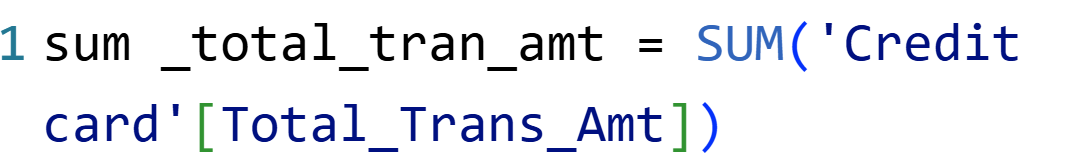 1 sum _total_tran_amt = SUM('Credit
card'[Total_Trans_Amt])